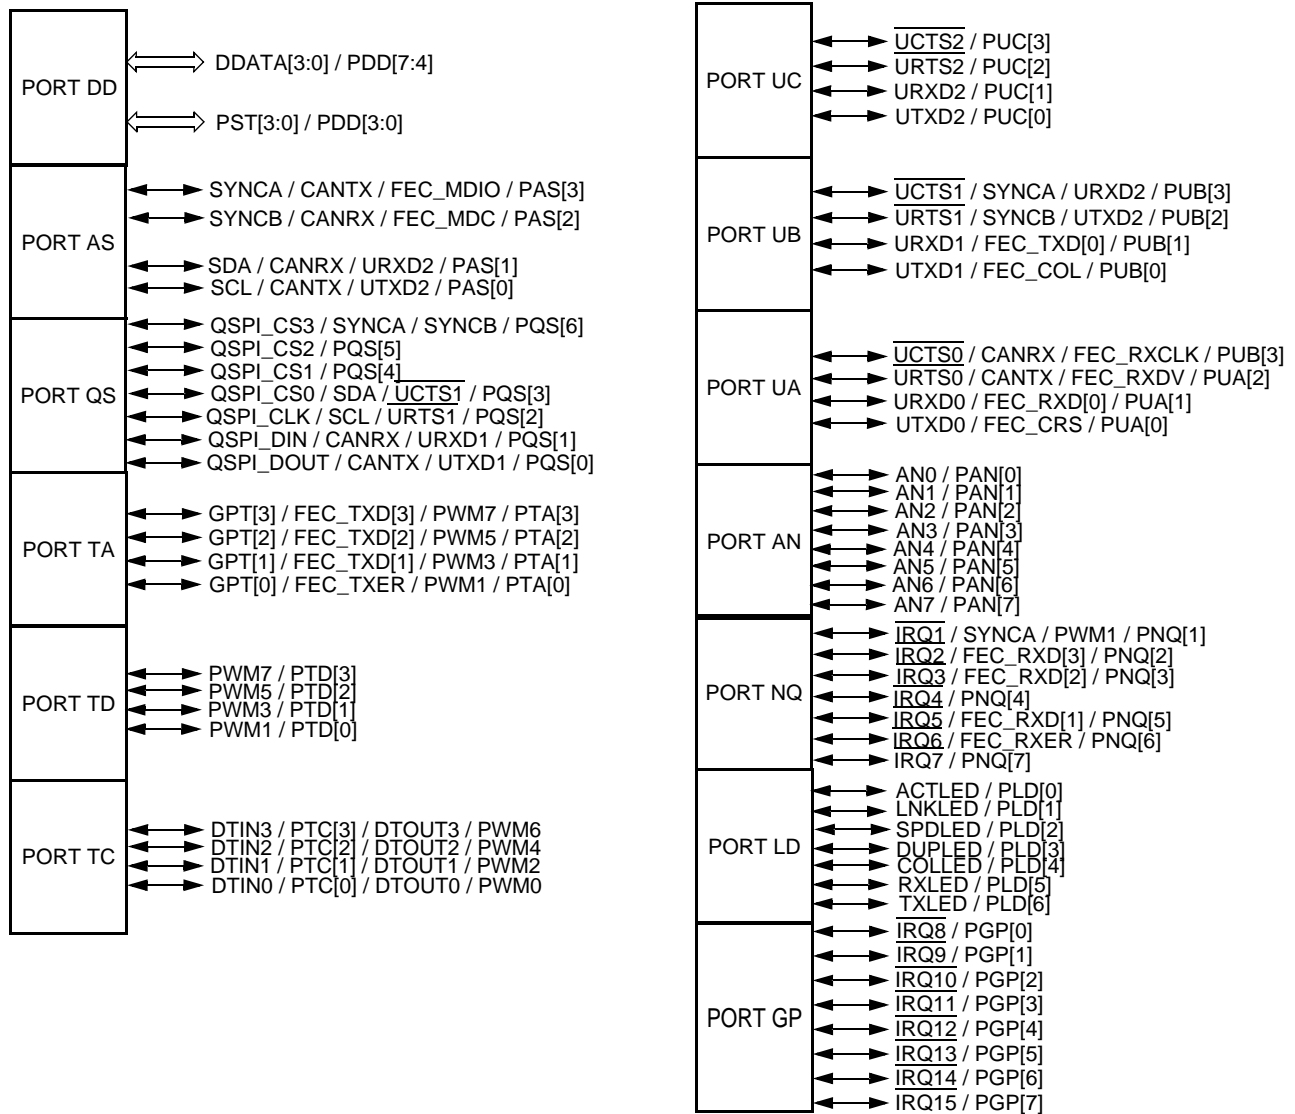 PORT DD
DDATA[3:0] / PDD[7:4]
PST[3:0] / PDD[3:0]
PORT AS
SYNCA / CANTX / FEC_MDIO / PAS[3]
SYNCB / CANRX / FEC_MDC / PAS[2]
SDA / CANRX / URXD2 / PAS[1]
SCL / CANTX / UTXD2 / PAS[0]
PORT QS
QSPI_CS3 / SYNCA / SYNCB / PQS[6]
QSPI_CS2 / PQS[5]
QSPI_CS1 / PQS[4]
QSPI_CS0 / SDA / UCTS1 / PQS[3]
QSPI_CLK / SCL / URTS1 / PQS[2]
QSPI_DIN / CANRX / URXD1 / PQS[1]
QSPI_DOUT / CANTX / UTXD1 / PQS[0]
PORT TA
GPT[3] / FEC_TXD[3] / PWM7 / PTA[3]
GPT[2] / FEC_TXD[2] / PWM5 / PTA[2]
GPT[1] / FEC_TXD[1] / PWM3 / PTA[1]
GPT[0] / FEC_TXER / PWM1 / PTA[0]
PORT TD
PWM7 / PTD[3]
PWM5 / PTD[2]
PWM3 / PTD[1]
PWM1 / PTD[0]
PORT TC
DTIN3 / PTC[3] / DTOUT3 / PWM6
DTIN2 / PTC[2] / DTOUT2 / PWM4
DTIN1 / PTC[1] / DTOUT1 / PWM2
DTIN0 / PTC[0] / DTOUT0 / PWM0
PORT UC
UCTS2 / PUC[3]
URTS2 / PUC[2]
URXD2 / PUC[1]
UTXD2 / PUC[0]
PORT UB
UCTS1 / SYNCA / URXD2 / PUB[3]
URTS1 / SYNCB / UTXD2 / PUB[2]
URXD1 / FEC_TXD[0] / PUB[1]
UTXD1 / FEC_COL / PUB[0]
PORT UA
UCTS0 / CANRX / FEC_RXCLK / PUB[3]
URTS0 / CANTX / FEC_RXDV / PUA[2]
URXD0 / FEC_RXD[0] / PUA[1]
UTXD0 / FEC_CRS / PUA[0]
PORT AN
AN0 / PAN[0]
AN1 / PAN[1]
AN2 / PAN[2]
AN3 / PAN[3]
AN4 / PAN[4]
AN5 / PAN[5]
AN6 / PAN[6]
AN7 / PAN[7]
PORT NQ
IRQ1 / SYNCA / PWM1 / PNQ[1]
IRQ2 / FEC_RXD[3] / PNQ[2]
IRQ3 / FEC_RXD[2] / PNQ[3]
IRQ4 / PNQ[4]
IRQ5 / FEC_RXD[1] / PNQ[5]
IRQ6 / FEC_RXER / PNQ[6]
IRQ7 / PNQ[7]
PORT LD
ACTLED / PLD[0]
LNKLED / PLD[1]
SPDLED / PLD[2]
DUPLED / PLD[3]
COLLED / PLD[4]
RXLED / PLD[5]
TXLED / PLD[6]
PORT GP
IRQ8 / PGP[0]
IRQ9 / PGP[1]
IRQ10 / PGP[2]
IRQ11 / PGP[3]
IRQ12 / PGP[4]
IRQ13 / PGP[5]
IRQ14 / PGP[6]
IRQ15 / PGP[7]